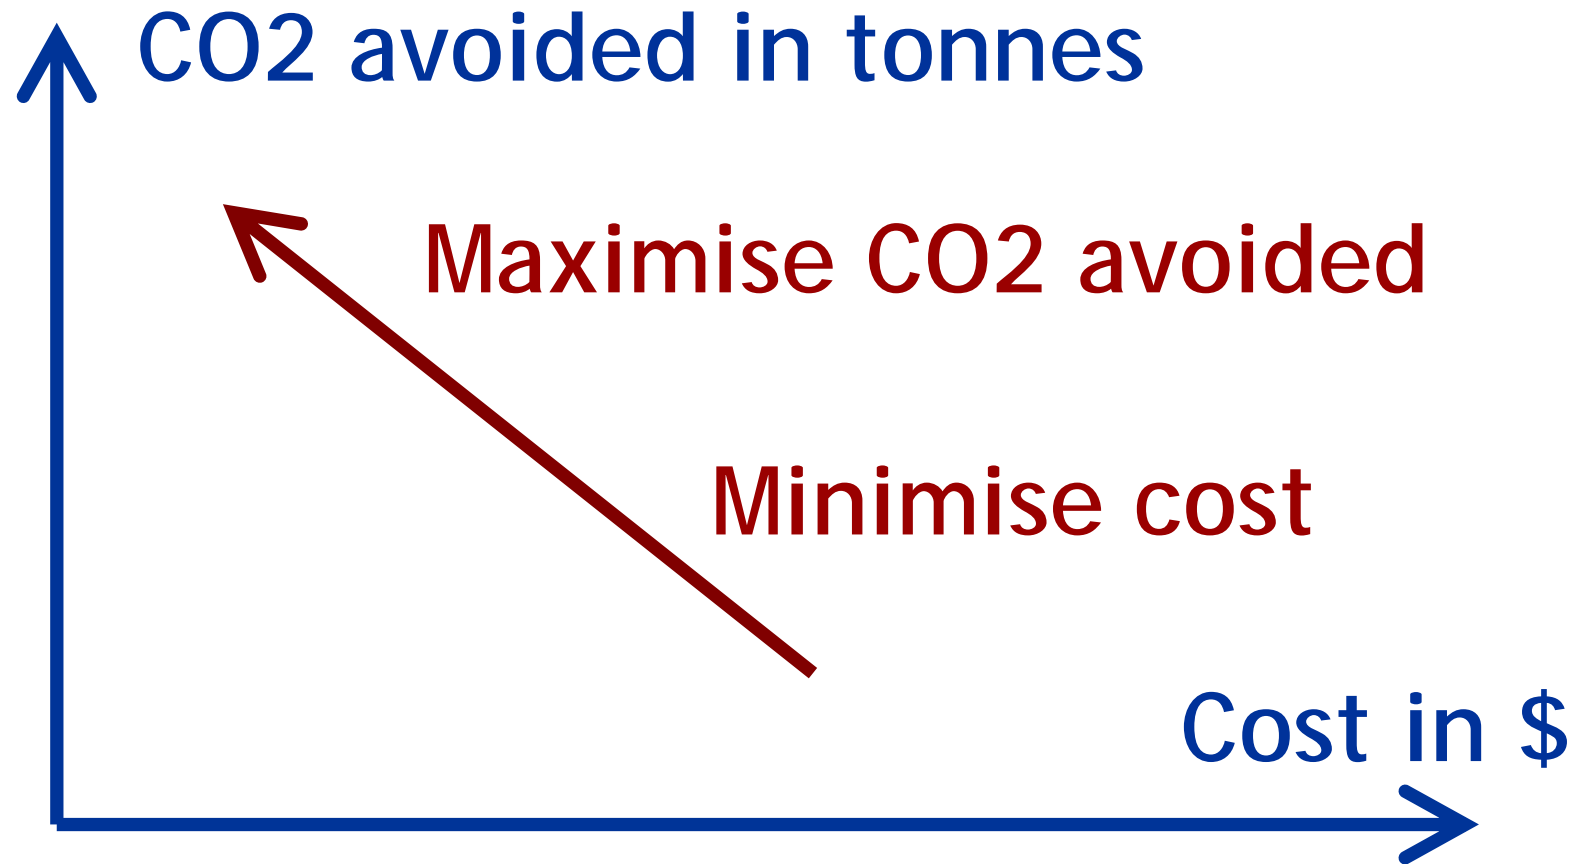 CO2 avoided in tonnes
Maximise CO2 avoided
Minimise cost
Cost in $